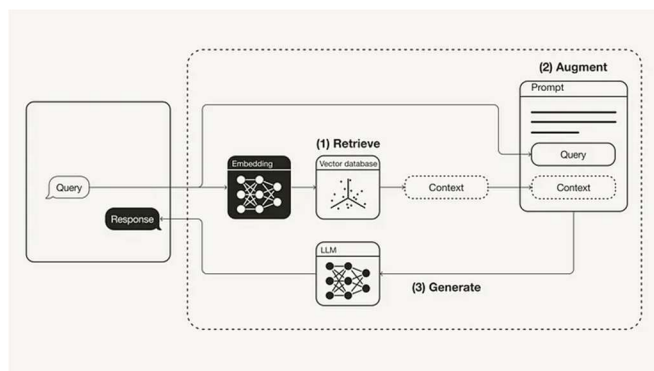 (2) Augment
Prompt
(1) Retrieve
Embedding
Vector database
Query
Query
Context
Context
Response
LLM
(3) Generate